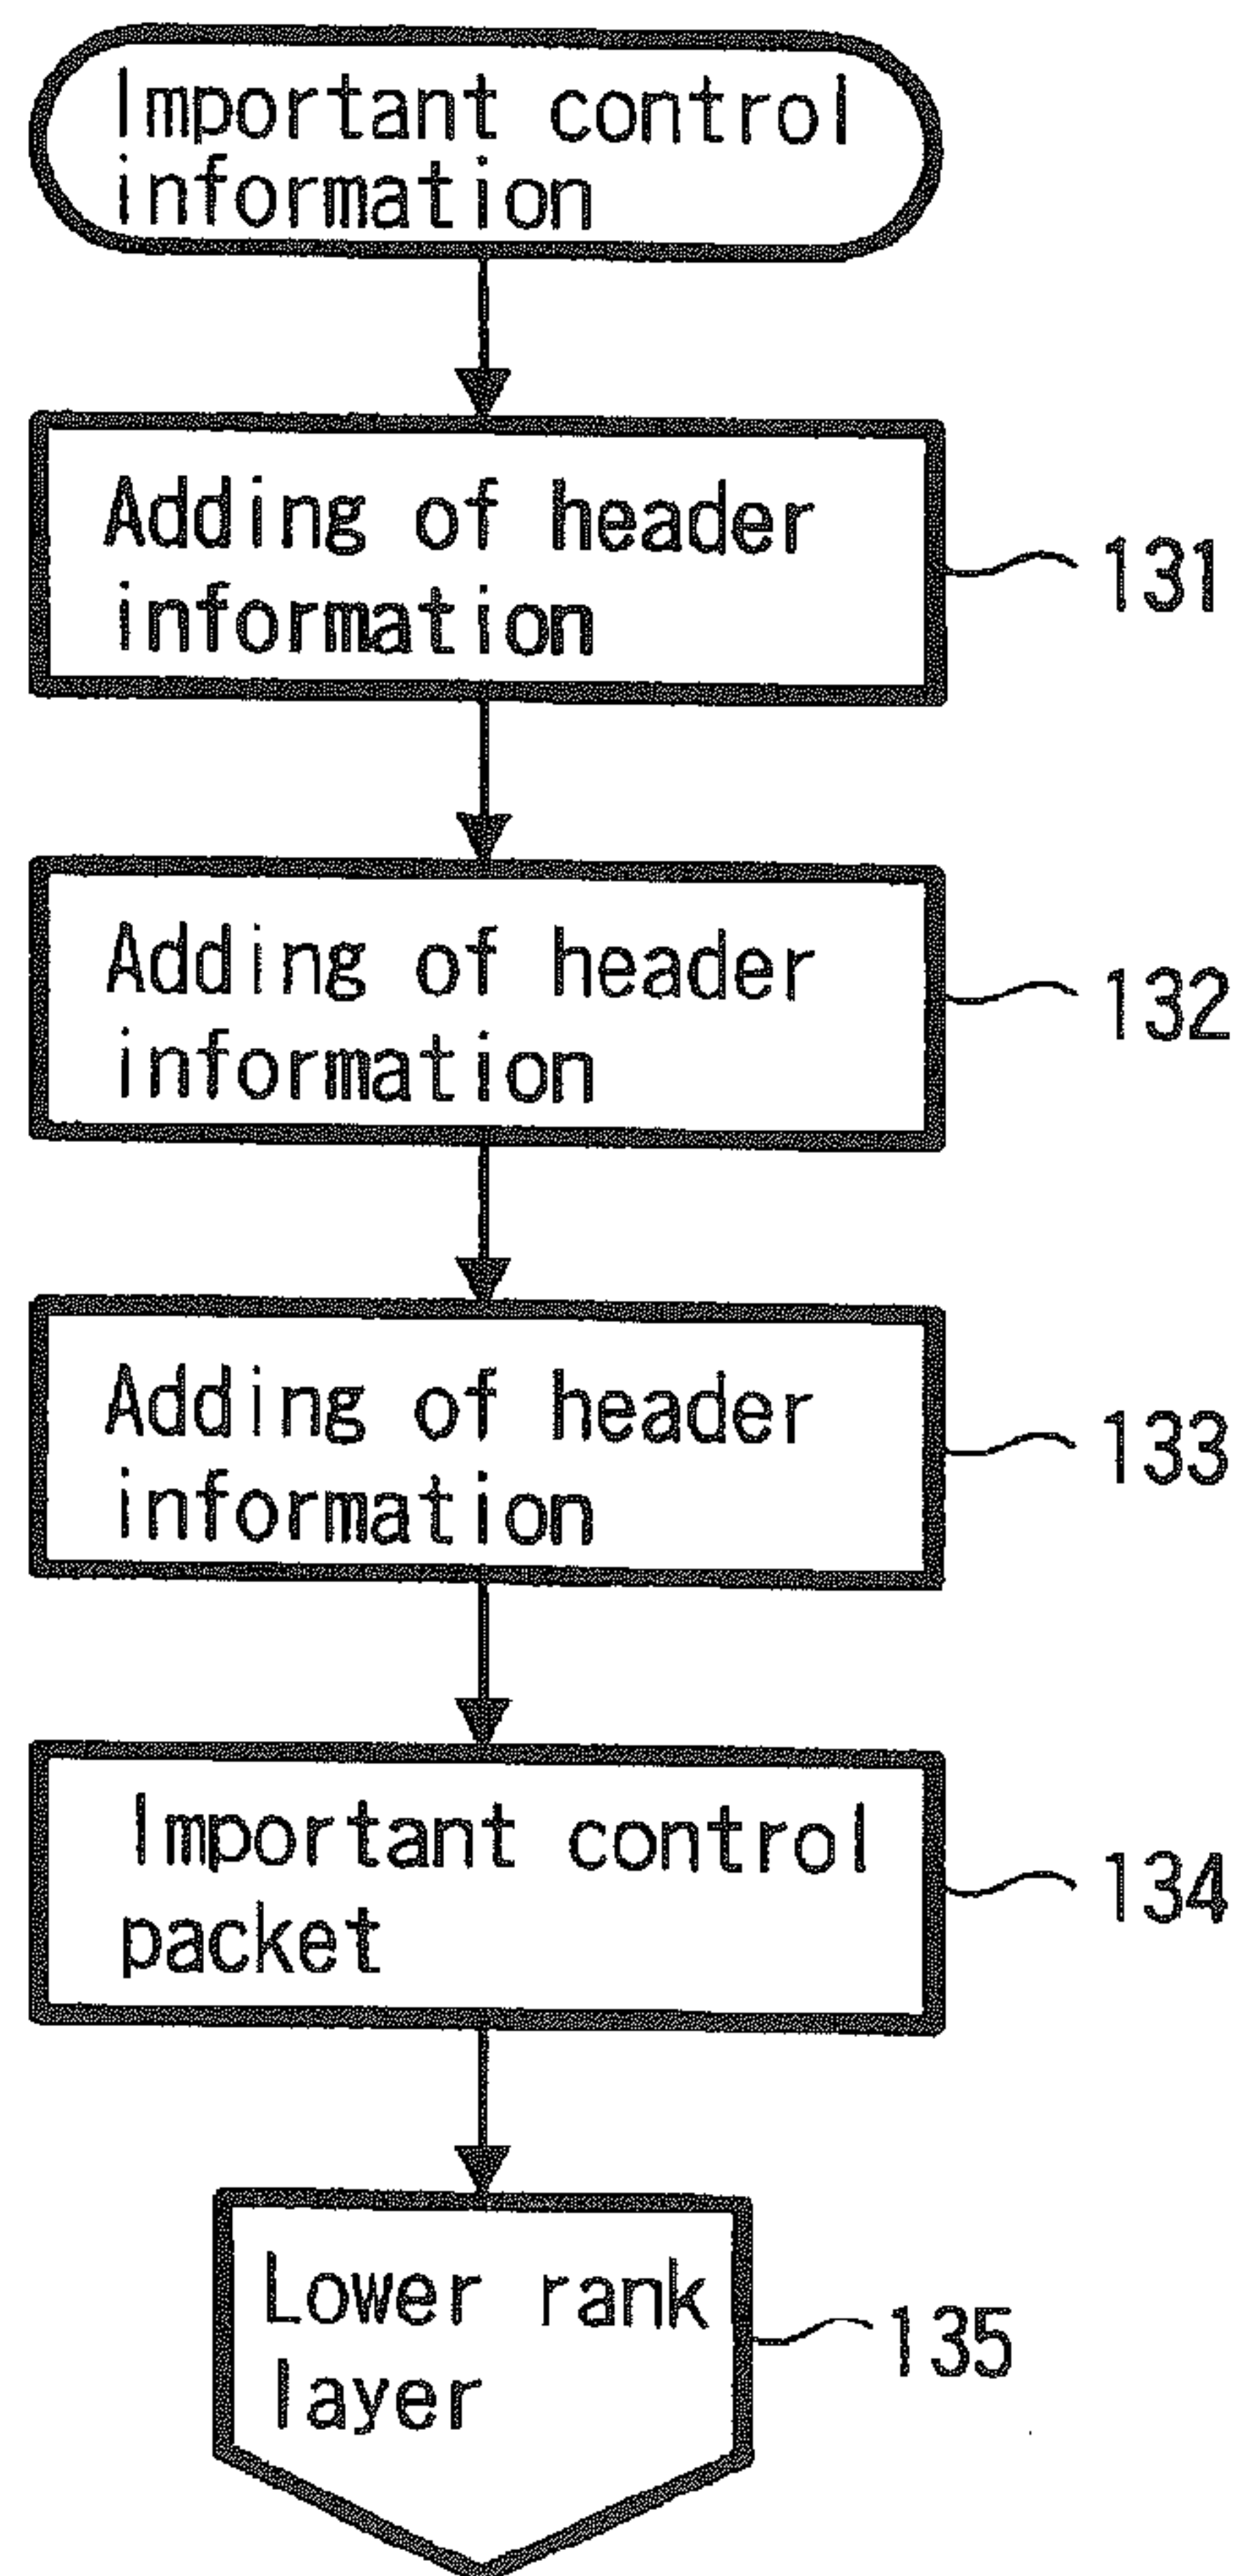 Important control
information
Adding of header
information
131
Adding of header
information
132
Adding of header
information
133
Important control
packet
134
Lower rank
layer
135